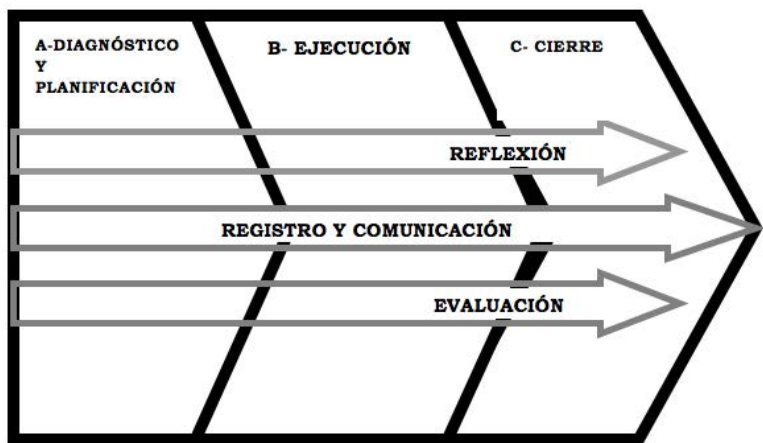 A-DIAGNÓSTICO
Y
PLANIFICACIÓN
B- EJECUCIÓN
C- CIERRE
REFLEXIÓN
REGISTRO Y COMUNICACIÓN
EVALUACIÓN